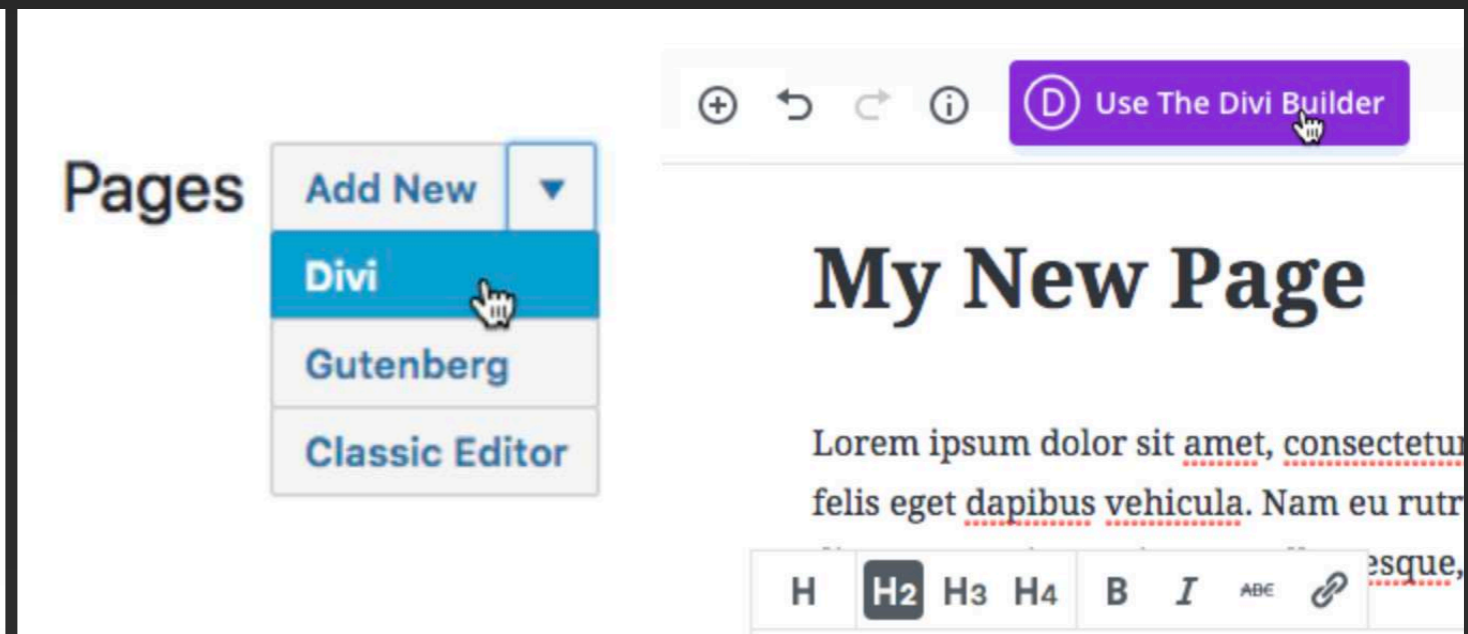 Pages
Add New
Divi
Gutenberg
Classic Editor
D Use The Divi Builder
My New Page
Lorem ipsum dolor sit amet, consectetur
felis eget dapibus vehicula. Nam eu rutr
esque,
H H2 H3 H4 B I ABC